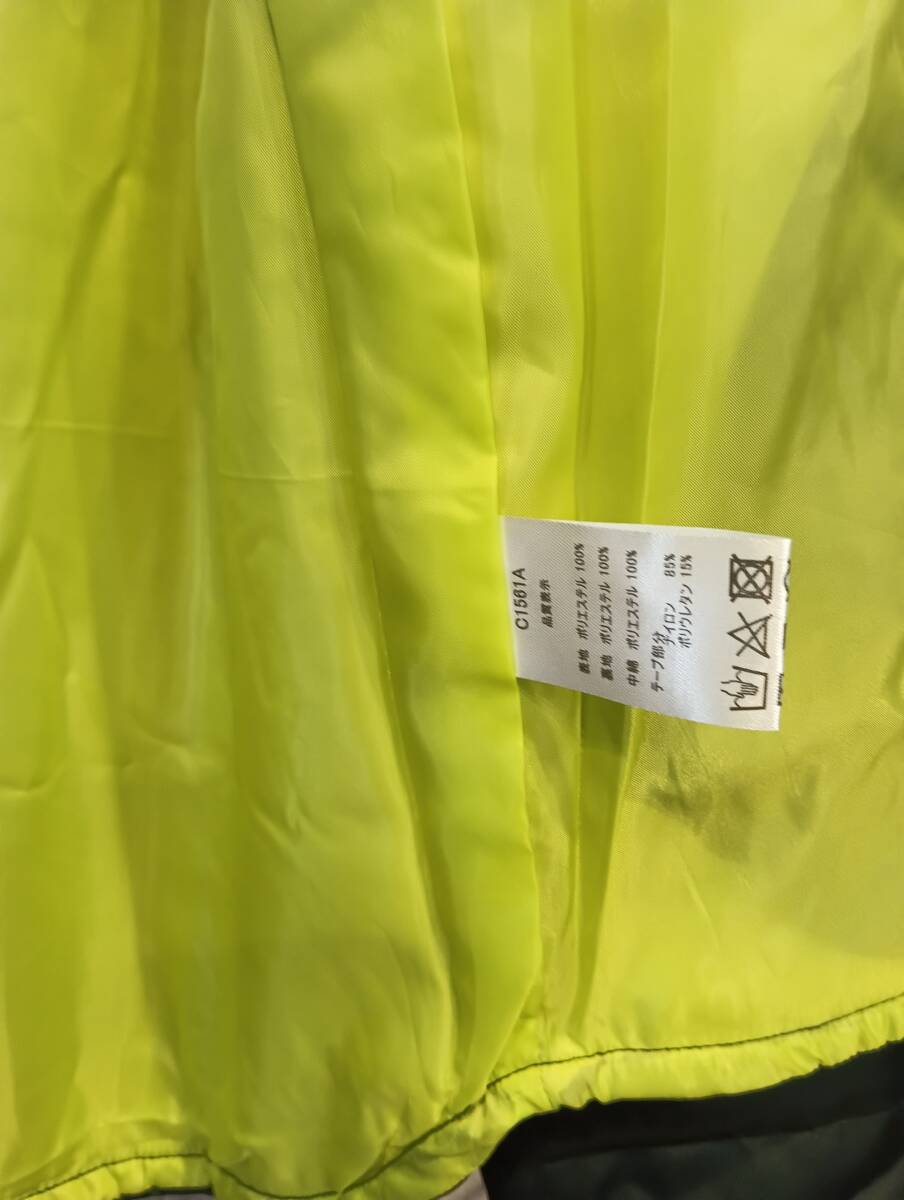 C1561A
品質表示
表地 ポリエステル 100%
裏地 ポリエステル 100%
中綿 ポリエステル 100%
テープ部分
ナイロン 85%
ポリウレタン 15%